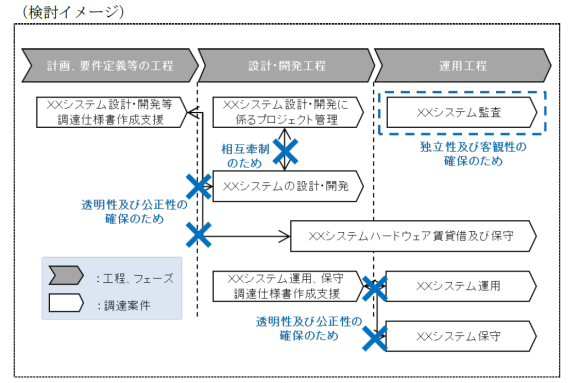 （検討イメージ）
計画、要件定義等の工程
設計・開発工程
運用工程
XXシステム設計・開発等
調達仕様書作成支援
XXシステム設計・開発に
係るプロジェクト管理
XXシステム監査
独立性及び客観性の
確保のため
相互牽制
のため
XXシステムの設計・開発
透明性及び公正性の
確保のため
XXシステムハードウェア賃貸借及び保守
：工程、フェーズ
：調達案件
XXシステム運用、保守
調達仕様書作成支援
XXシステム運用
透明性及び公正性の
確保のため
XXシステム保守